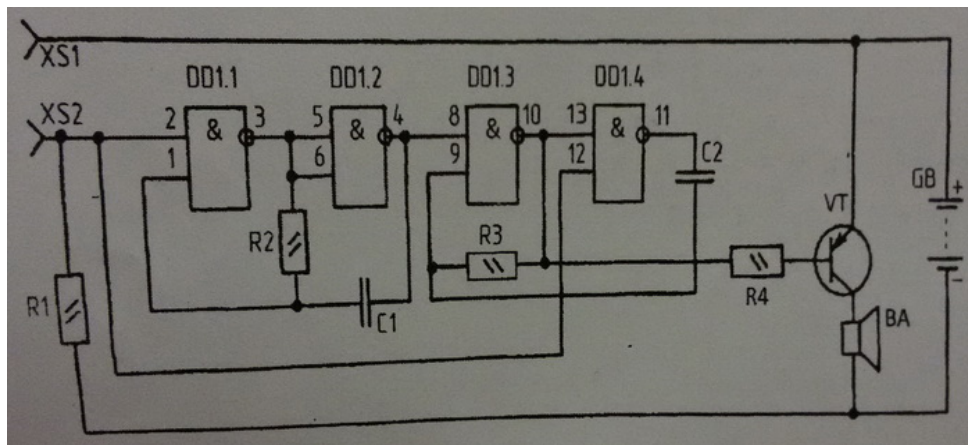 XS1
DD1.1 DD1.2 DD1.3 DD1.4
XS2
2 & 3 5 & 4 8 & 10 13 & 11
1 6 9 12
C2
GB +
VT
R2 R3
R1 C1 R4 BA
-